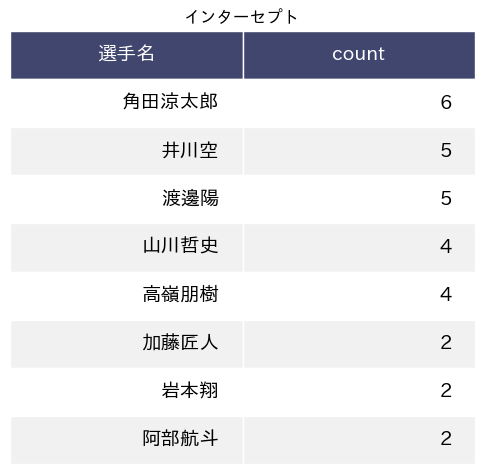 インターセプト
選手名 count
角田涼太郎 6
井川空 5
渡邊陽 5
山川哲史 4
高嶺朋樹 4
加藤匠人 2
岩本翔 2
阿部航斗 2